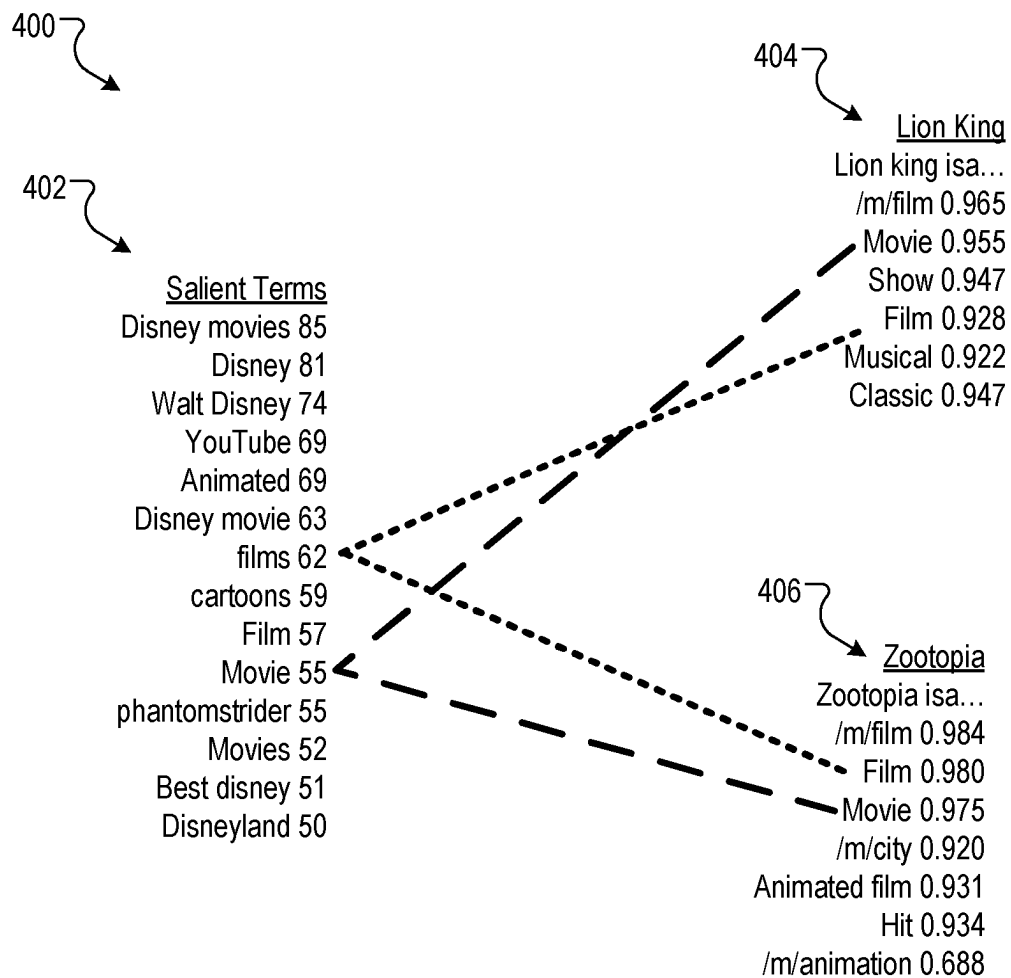 400
402
Salient Terms
Disney movies 85
Disney 81
Walt Disney 74
YouTube 69
Animated 69
Disney movie 63
films 62
cartoons 59
Film 57
Movie 55
phantomstrider 55
Movies 52
Best disney 51
Disneyland 50
404
Lion King
Lion king isa...
/m/film 0.965
Movie 0.955
Show 0.947
Film 0.928
Musical 0.922
Classic 0.947
406
Zootopia
Zootopia isa...
/m/film 0.984
Film 0.980
Movie 0.975
/m/city 0.920
Animated film 0.931
Hit 0.934
/m/animation 0.688